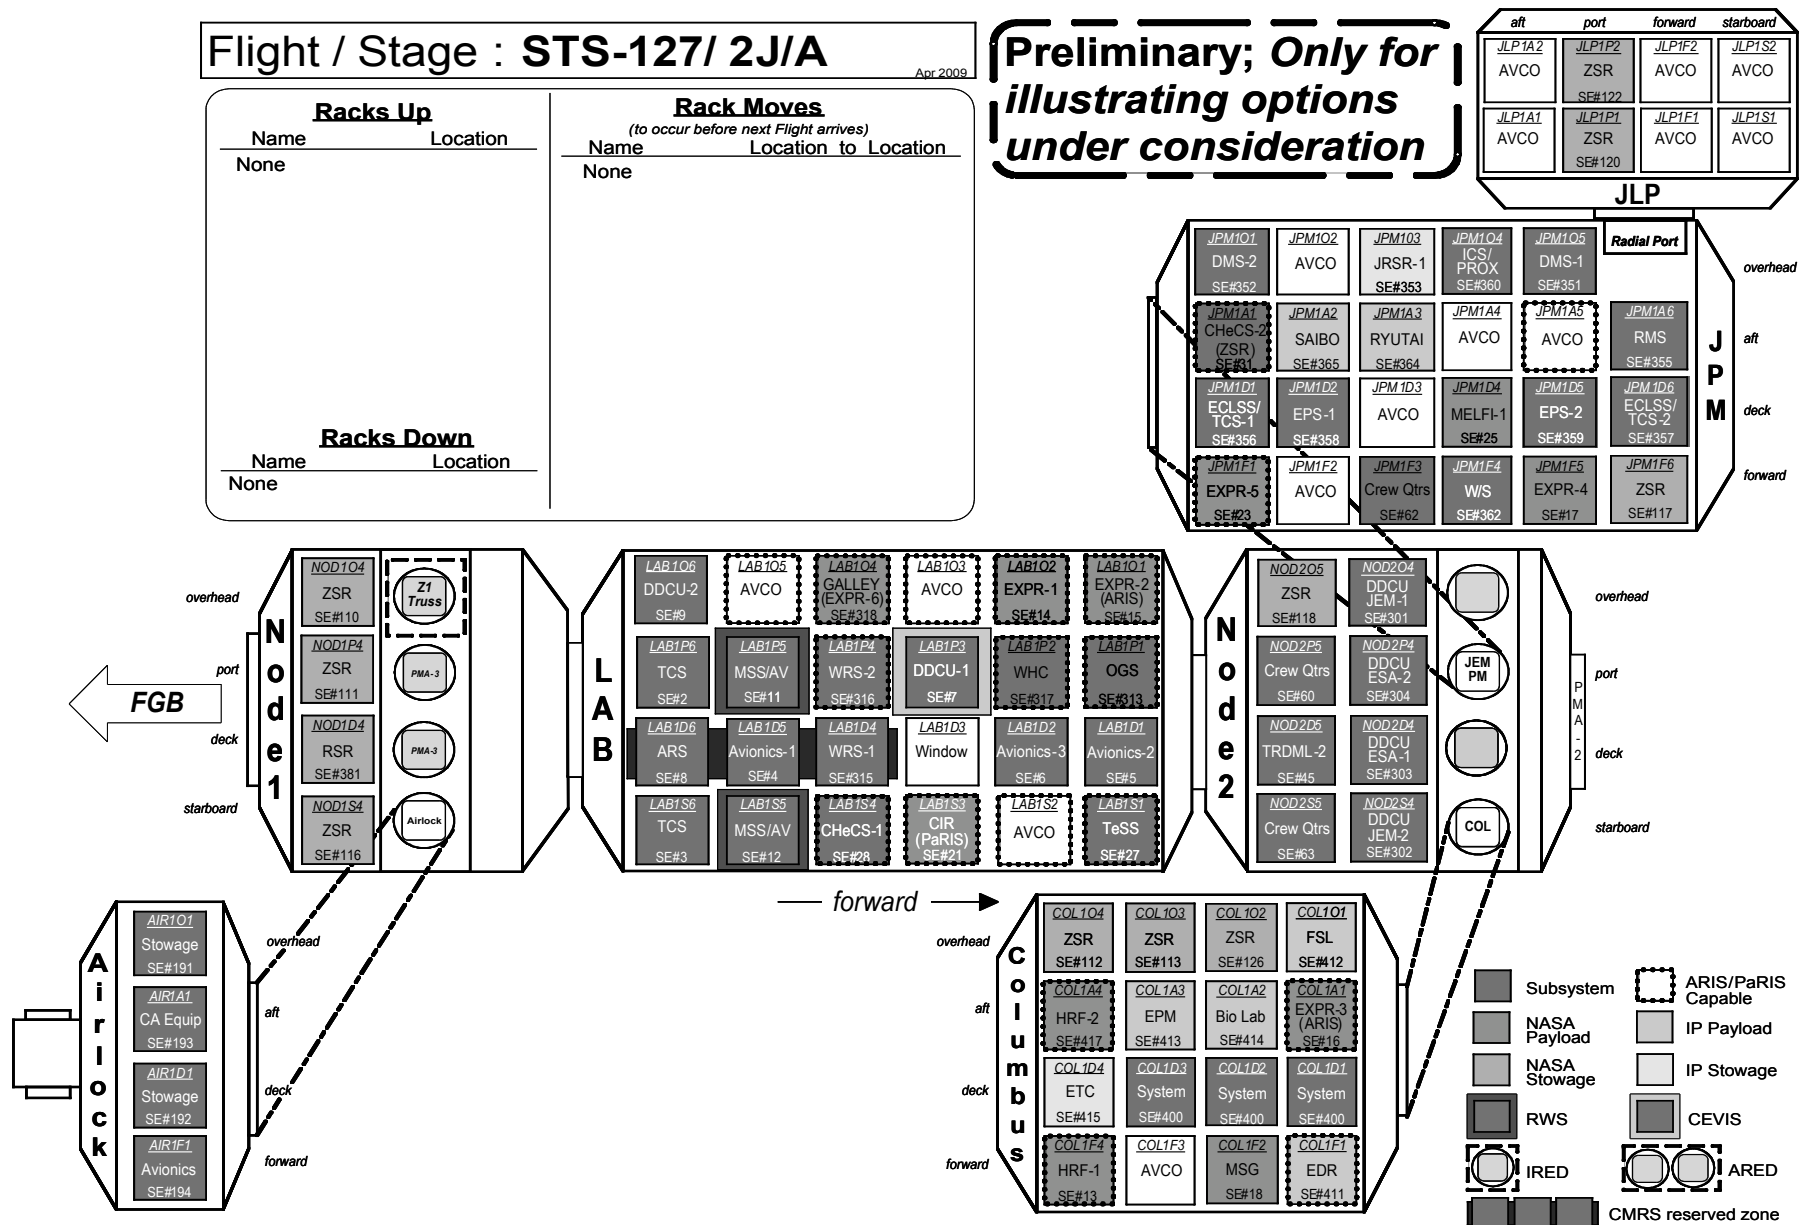 Flight / Stage : STS-127/ 2J/A
Apr 2009
Racks Up
Name Location
None
Racks Down
Name Location
None
Rack Moves
(to occur before next Flight arrives)
Name Location to Location
None
Preliminary; Only for
illustrating options
under consideration
aft port forward starboard
JLP1A2 JLP1P2 JLP1F2 JLP1S2
AVCO ZSR AVCO AVCO
SE#122
JLP1A1 JLP1P1 JLP1F1 JLP1S1
AVCO ZSR AVCO AVCO
SE#120
JLP
Radial Port
JPM1O1 JPM1O2 JPM103 JPM1O4 JPM1O5
DMS-2 AVCO JRSR-1 ICS/ PROX DMS-1
SE#352 SE#353 SE#360 SE#351
overhead
JPM1A1 JPM1A2 JPM1A3 JPM1A4 JPM1A5 JPM1A6
CHeCS-2 (ZSR) SAIBO RYUTAI AVCO AVCO RMS
SE#31 SE#365 SE#364 SE#355
aft
JPM1D1 JPM1D2 JPM1D3 JPM1D4 JPM1D5 JPM1D6
ECLSS/ TCS-1 EPS-1 AVCO MELFI-1 EPS-2 ECLSS/ TCS-2
SE#356 SE#358 SE#25 SE#359 SE#357
deck
JPM1F1 JPM1F2 JPM1F3 JPM1F4 JPM1F5 JPM1F6
EXPR-5 AVCO Crew Qtrs W/S EXPR-4 ZSR
SE#23 SE#62 SE#362 SE#17 SE#117
forward
JPM
FGB
Node1
overhead
NOD1O4
ZSR
SE#110
Z1
Truss
port
NOD1P4
ZSR
SE#111
PMA-3
deck
NOD1D4
RSR
SE#381
PMA-3
starboard
NOD1S4
ZSR
SE#116
Airlock
LAB
LAB1O6 LAB1O5 LAB1O4 LAB1O3 LAB1O2 LAB1O1
DDCU-2 AVCO GALLEY (EXPR-6) AVCO EXPR-1 EXPR-2 (ARIS)
SE#9 SE#318 SE#14 SE#15
LAB1P6 LAB1P5 LAB1P4 LAB1P3 LAB1P2 LAB1P1
TCS MSS/AV WRS-2 DDCU-1 WHC OGS
SE#2 SE#11 SE#316 SE#7 SE#317 SE#313
LAB1D6 LAB1D5 LAB1D4 LAB1D3 LAB1D2 LAB1D1
ARS Avionics-1 WRS-1 Window Avionics-3 Avionics-2
SE#8 SE#4 SE#315 SE#6 SE#5
LAB1S6 LAB1S5 LAB1S4 LAB1S3 LAB1S2 LAB1S1
TCS MSS/AV CHeCS-1 CIR (PaRIS) AVCO TeSS
SE#3 SE#12 SE#28 SE#21 SE#27
Node2
NOD2O5 NOD2O4
ZSR DDCU JEM-1
SE#118 SE#301
overhead
NOD2P5 NOD2P4
Crew Qtrs DDCU ESA-2
SE#60 SE#304
JEM
PM
port
NOD2D5 NOD2D4
TRDML-2 DDCU ESA-1
SE#45 SE#303
deck
NOD2S5 NOD2S4
Crew Qtrs DDCU JEM-2
SE#63 SE#302
COL
starboard
PMA-2
forward
Airlock
AIR1O1
Stowage
SE#191
overhead
AIR1A1
CA Equip
SE#193
aft
AIR1D1
Stowage
SE#192
deck
AIR1F1
Avionics
SE#194
forward
Columbus
overhead
COL1O4 COL1O3 COL1O2 COL1O1
ZSR ZSR ZSR FSL
SE#112 SE#113 SE#126 SE#412
aft
COL1A4 COL1A3 COL1A2 COL1A1
HRF-2 EPM Bio Lab EXPR-3 (ARIS)
SE#417 SE#413 SE#414 SE#16
deck
COL1D4 COL1D3 COL1D2 COL1D1
ETC System System System
SE#415 SE#400 SE#400 SE#400
forward
COL1F4 COL1F3 COL1F2 COL1F1
HRF-1 AVCO MSG EDR
SE#13 SE#18 SE#411
Subsystem
ARIS/PaRIS
Capable
NASA
Payload
IP Payload
NASA
Stowage
IP Stowage
RWS
CEVIS
IRED
ARED
CMRS reserved zone